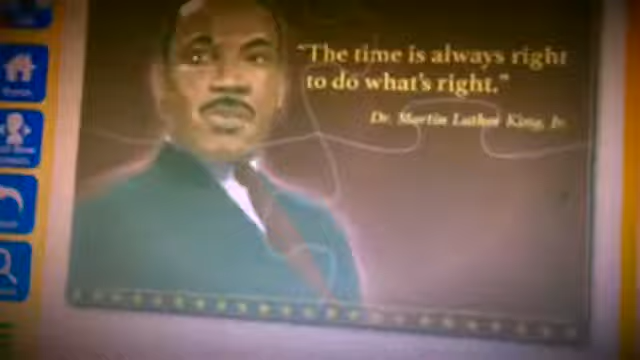 “The time is always right
to do what's right.”
Dr. Martin Luther King, Jr.